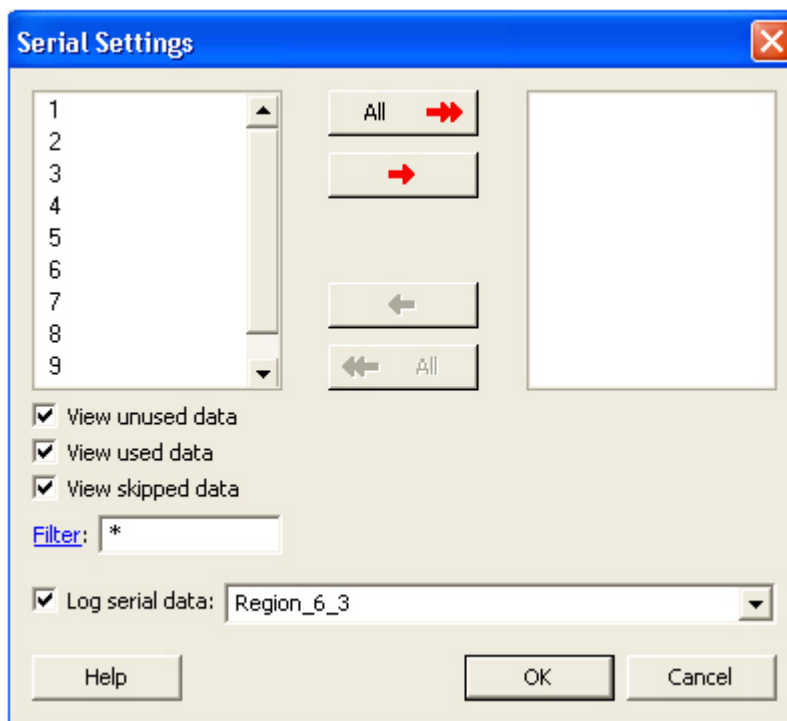 Serial Settings
1
2
3
4
5
6
7
8
9
All
All
View unused data
View used data
View skipped data
Filter: *
Log serial data: Region_6_3
Help OK Cancel